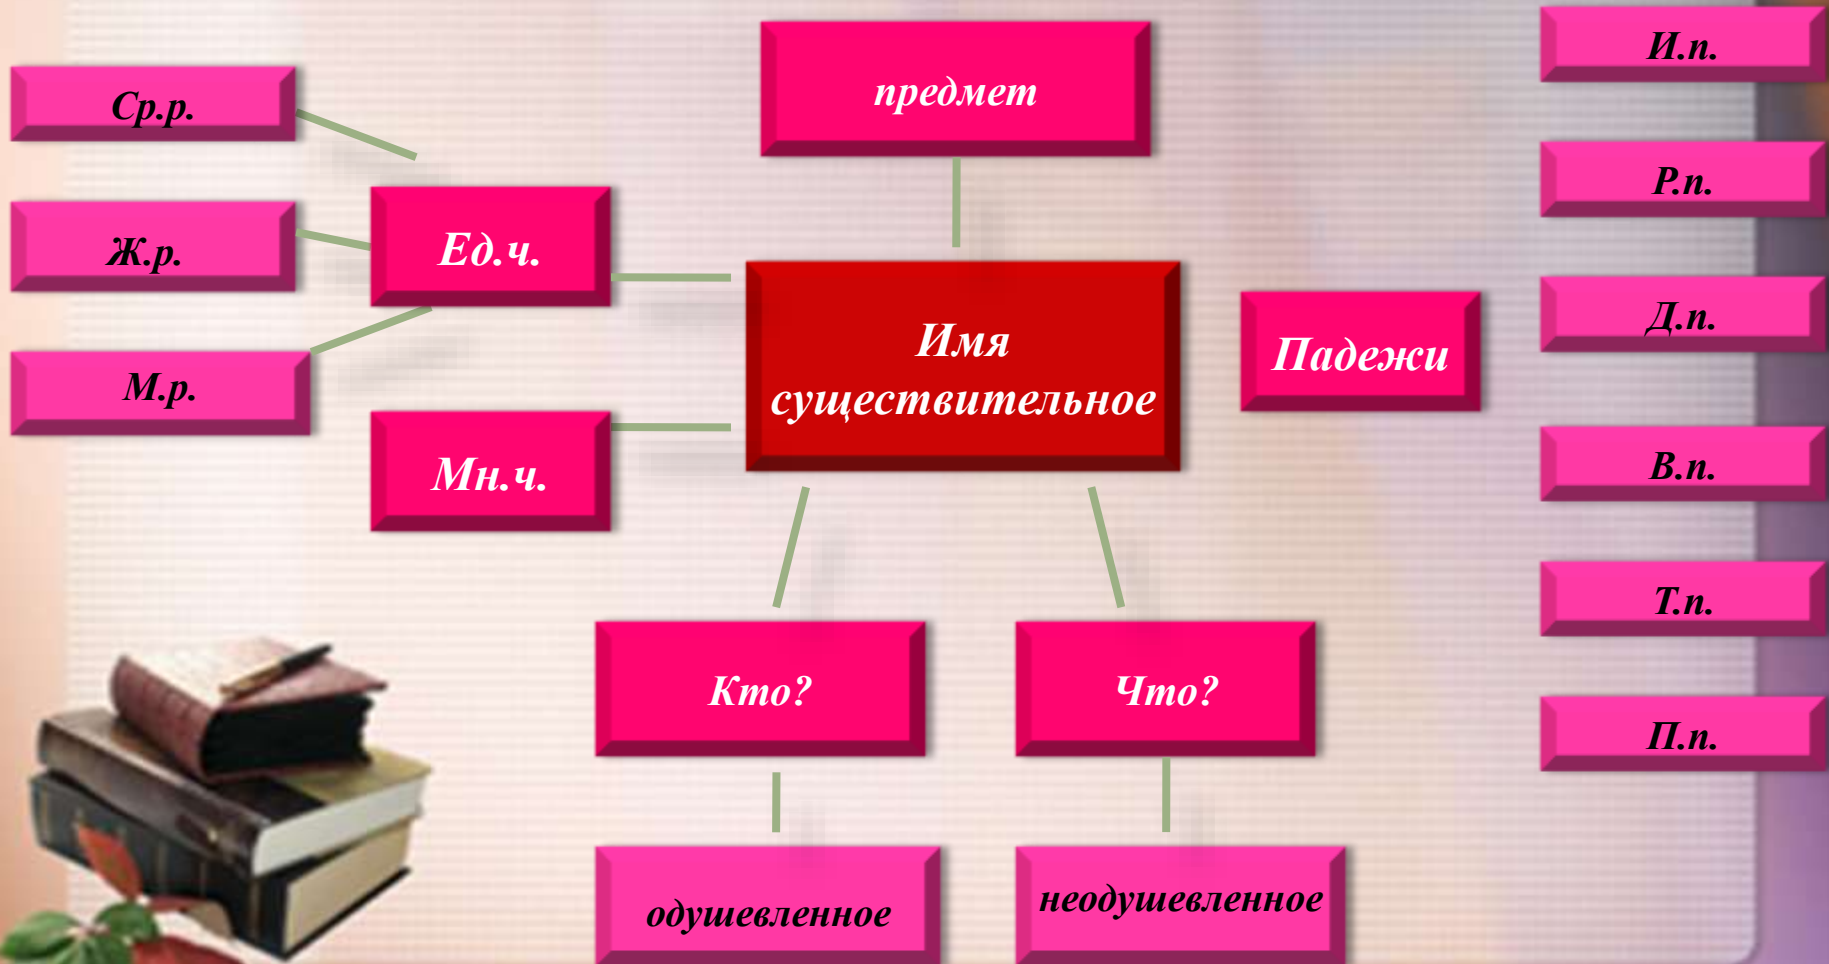 предмет
Ср.р.
Ж.р.
М.р.
Ед.ч.
Мн.ч.
Имя
существительное
Падежи
И.п.
Р.п.
Д.п.
В.п.
Т.п.
П.п.
Кто?
Что?
одушевленное
неодушевленное